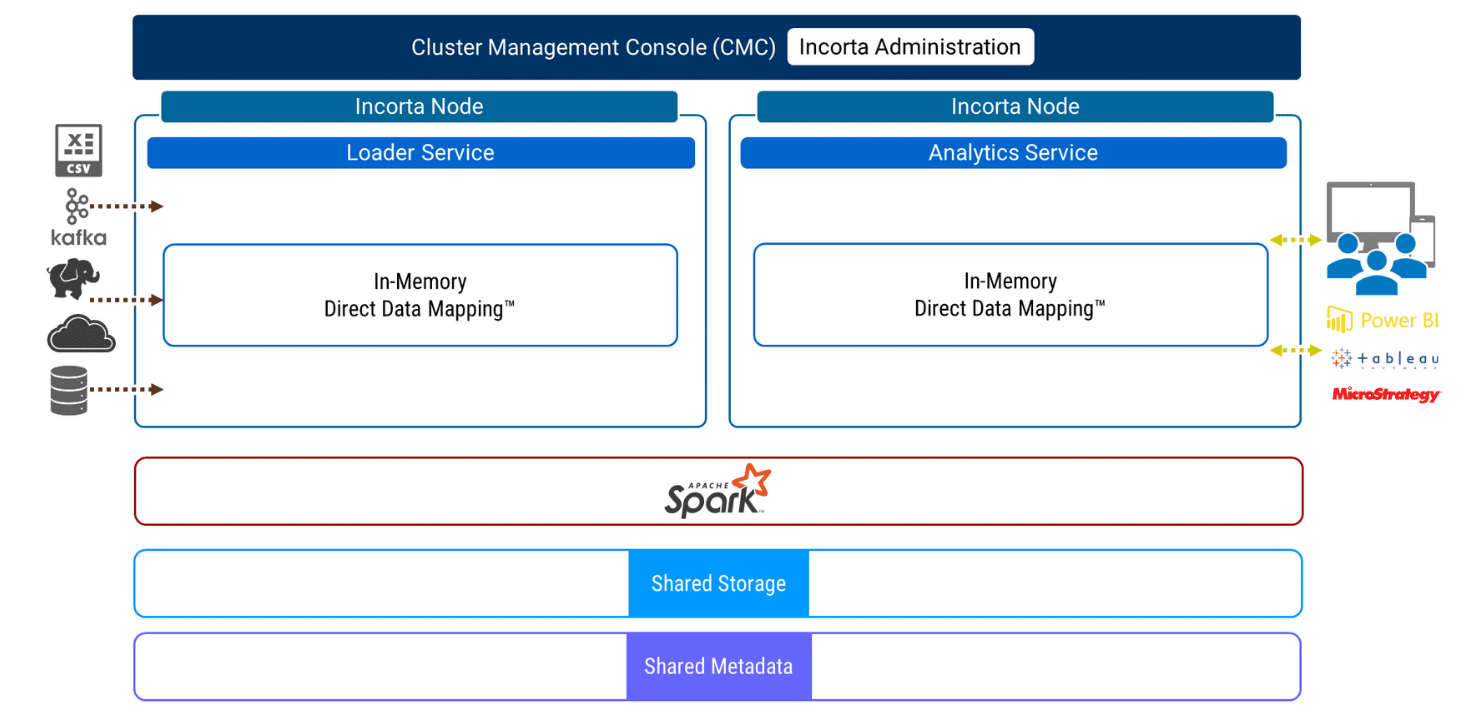 Cluster Management Console (CMC) Incorta Administration
Incorta Node
Loader Service
In-Memory
Direct Data Mapping™
Incorta Node
Analytics Service
In-Memory
Direct Data Mapping™
X
CSV
kafka
Power BI
+ableau
MicroStrategy
APACHE
Spark™
Shared Storage
Shared Metadata